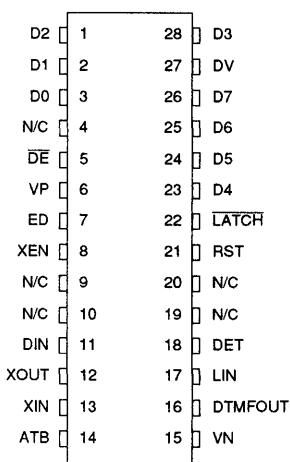 D2 1 28 D3
D1 2 27 DV
D0 3 26 D7
N/C 4 25 D6
D̅E̅ 5 24 D5
VP 6 23 D4
ED 7 22 L̅A̅T̅C̅H̅
XEN 8 21 RST
N/C 9 20 N/C
N/C 10 19 N/C
DIN 11 18 DET
XOUT 12 17 LIN
XIN 13 16 DTMFOUT
ATB 14 15 VN